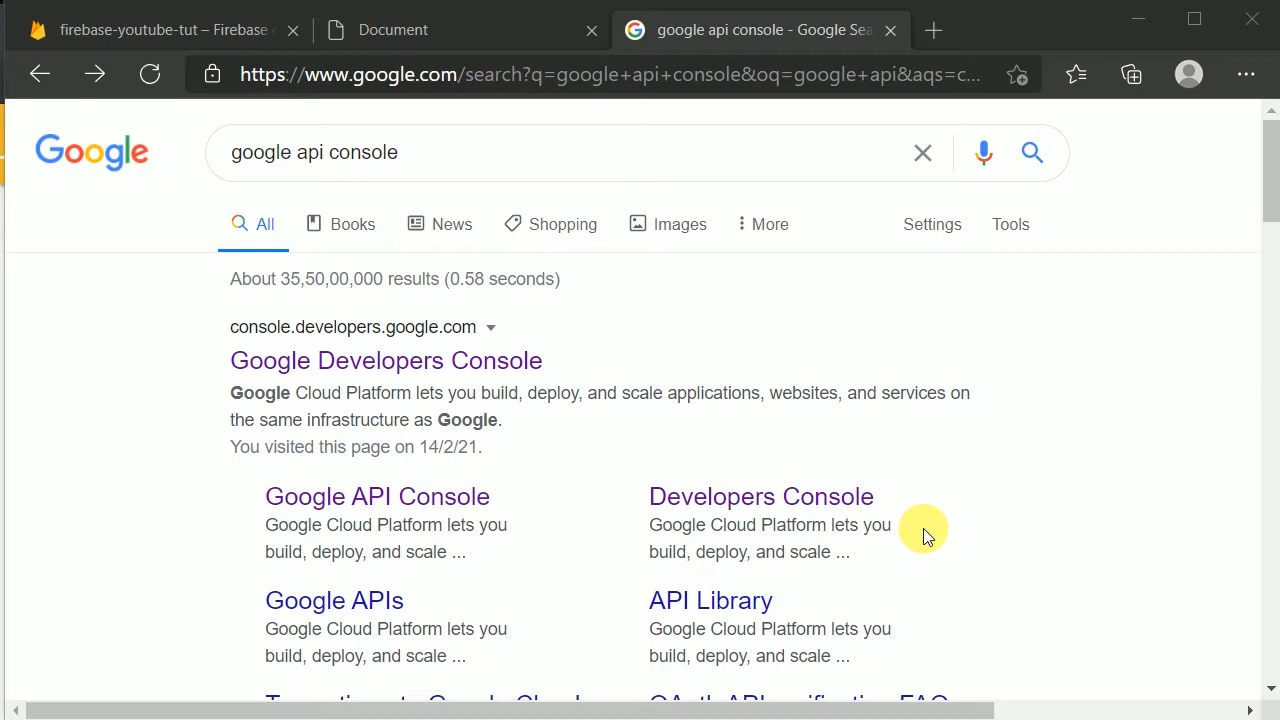 firebase-youtube-tut – Firebase
Document
google api console - Google Sea
https://www.google.com/search?q=google+api+console&oq=google+api&aqs=c...
Google
google api console
All
Books
News
Shopping
Images
More
Settings
Tools
About 35,50,00,000 results (0.58 seconds)
console.developers.google.com
Google Developers Console
Google Cloud Platform lets you build, deploy, and scale applications, websites, and services on
the same infrastructure as Google.
You visited this page on 14/2/21.
Google API Console
Google Cloud Platform lets you
build, deploy, and scale ...
Developers Console
Google Cloud Platform lets you
build, deploy, and scale ...
Google APIs
Google Cloud Platform lets you
build, deploy, and scale ...
API Library
Google Cloud Platform lets you
build, deploy, and scale ...